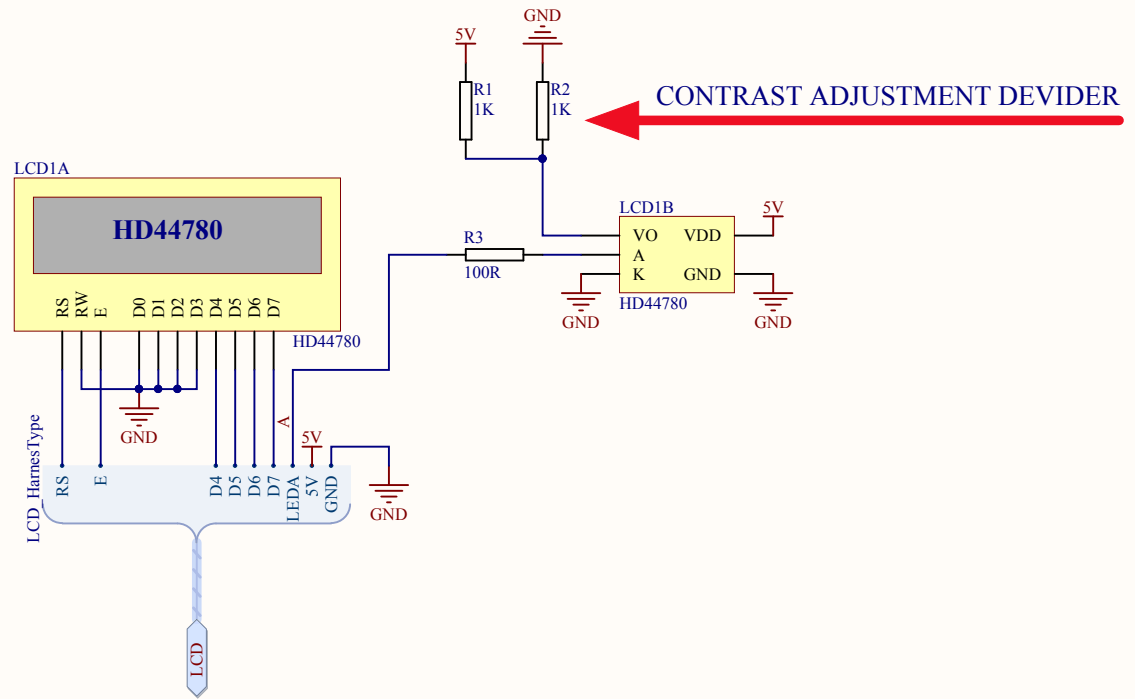 GND
5V
R1
1K
R2
1K
CONTRAST ADJUSTMENT DEVIDER
LCD1A
HD44780
RS
RW
E
D0
D1
D2
D3
D4
D5
D6
D7
HD44780
LCD1B
VO
VDD
A
K
GND
HD44780
5V
R3
100R
GND
GND
GND
A
5V
GND
LCD_HarnesType
RS
E
D4
D5
D6
D7
LEDA
5V
GND
LCD